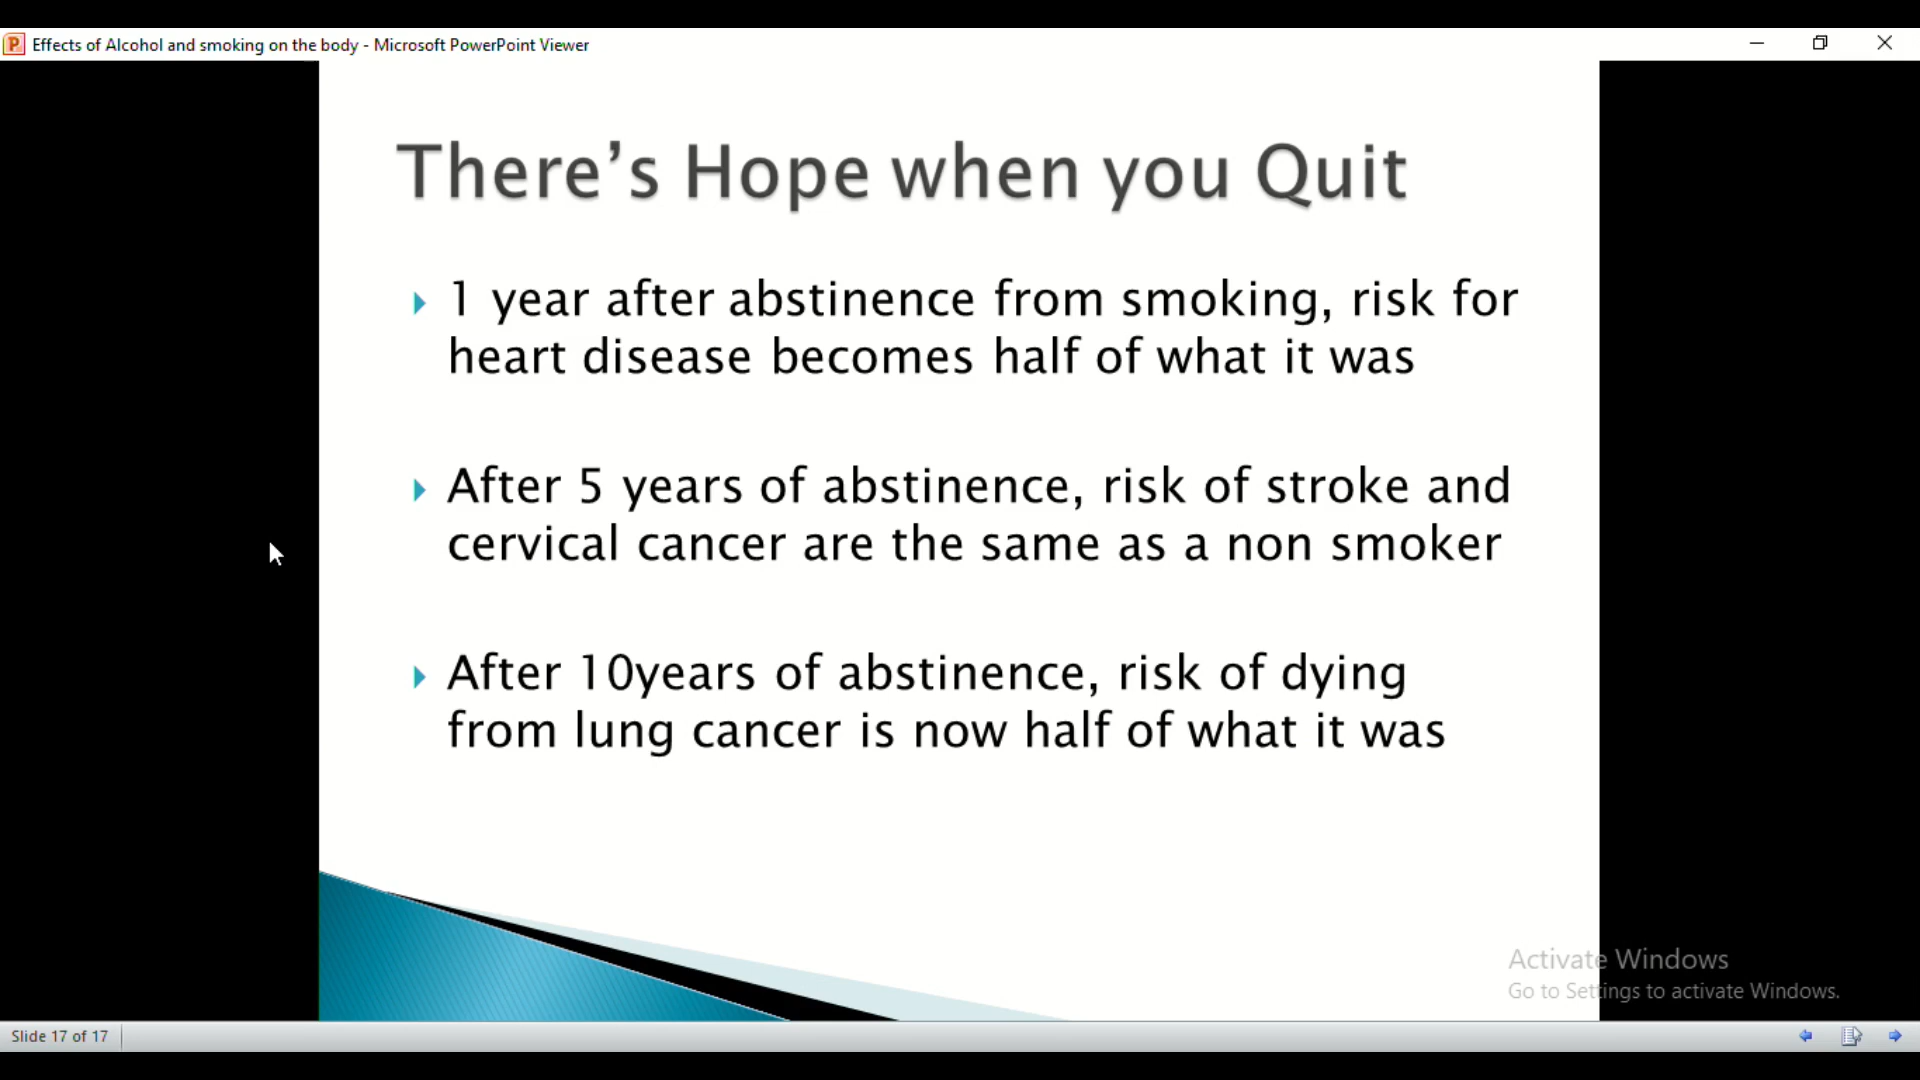 Effects of Alcohol and smoking on the body - Microsoft PowerPoint Viewer
There’s Hope when you Quit
1 year after abstinence from smoking, risk for
heart disease becomes half of what it was
After 5 years of abstinence, risk of stroke and
cervical cancer are the same as a non smoker
After 10years of abstinence, risk of dying
from lung cancer is now half of what it was
Activate Windows
Go to Settings to activate Windows.
Slide 17 of 17